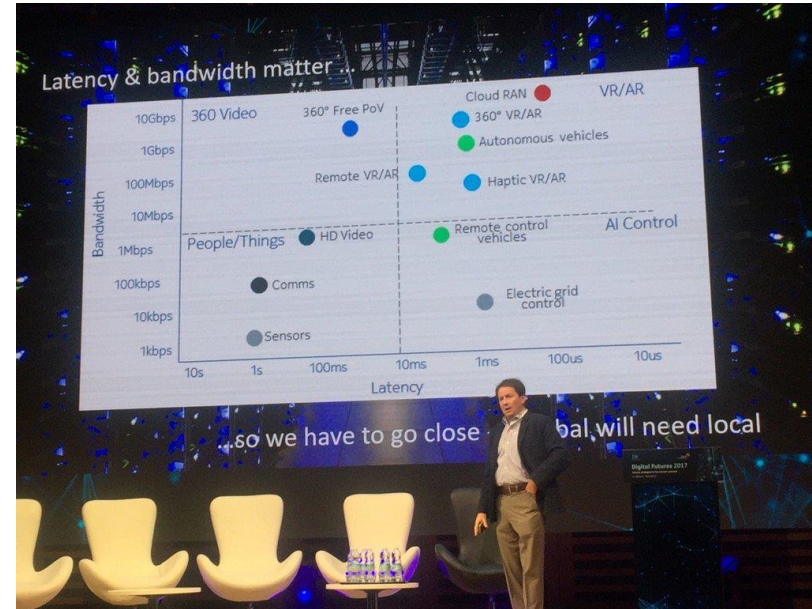 Latency & bandwidth matter ...
Cloud RAN
VR/AR
10Gbps
360 Video
360° Free PoV
360° VR/AR
1Gbps
Autonomous vehicles
100Mbps
Remote VR/AR
Haptic VR/AR
10Mbps
Bandwidth
1Mbps
People/Things
HD Video
Remote control
vehicles
AI Control
100kbps
Comms
Electric grid
control
10kbps
Sensors
1kbps
10s
1s
100ms
10ms
1ms
100us
10us
Latency
...so we have to go close bal will need local
Digital Futures 2017